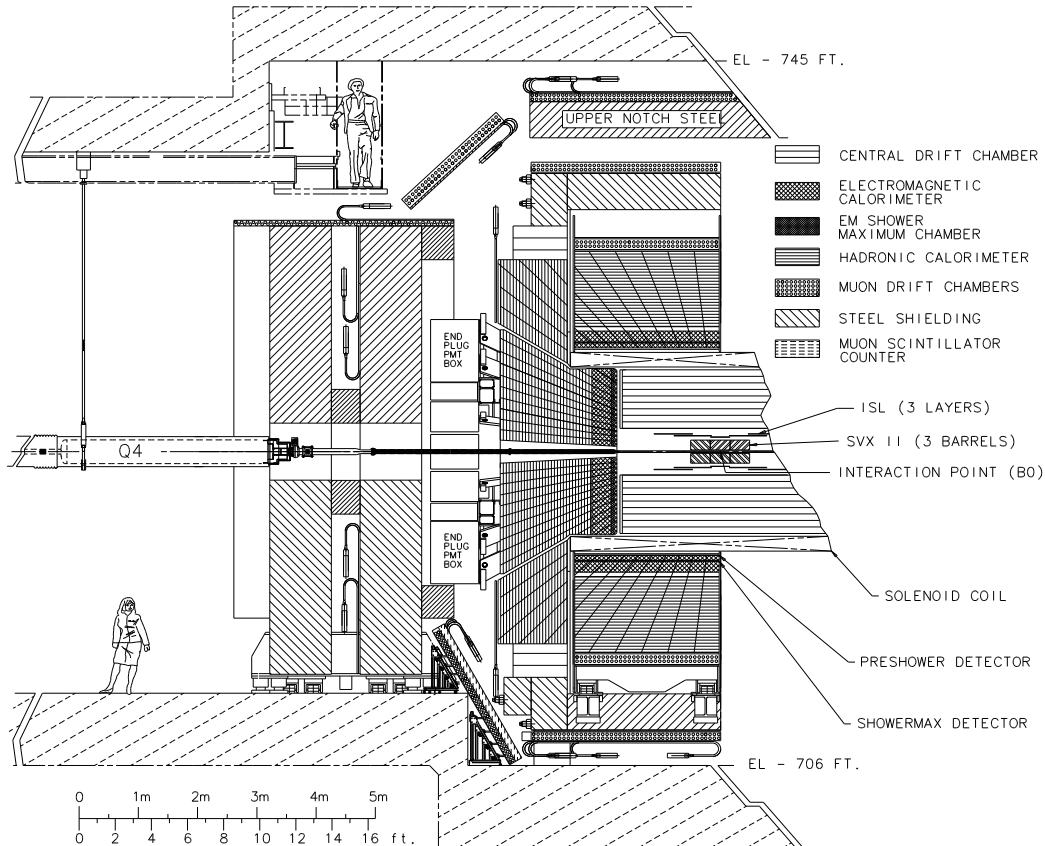 EL - 745 FT.
UPPER NOTCH STEEL
CENTRAL DRIFT CHAMBER
ELECTROMAGNETIC
CALORIMETER
EM SHOWER
MAXIMUM CHAMBER
HADRONIC CALORIMETER
MUON DRIFT CHAMBERS
STEEL SHIELDING
MUON SCINTILLATOR
COUNTER
END
PLUG
PMT
BOX
ISL (3 LAYERS)
Q4
SVX II (3 BARRELS)
INTERACTION POINT (B0)
END
PLUG
PMT
BOX
SOLENOID COIL
PRESHOWER DETECTOR
SHOWERMAX DETECTOR
EL - 706 FT.
0 1m 2m 3m 4m 5m
0 2 4 6 8 10 12 14 16 ft.